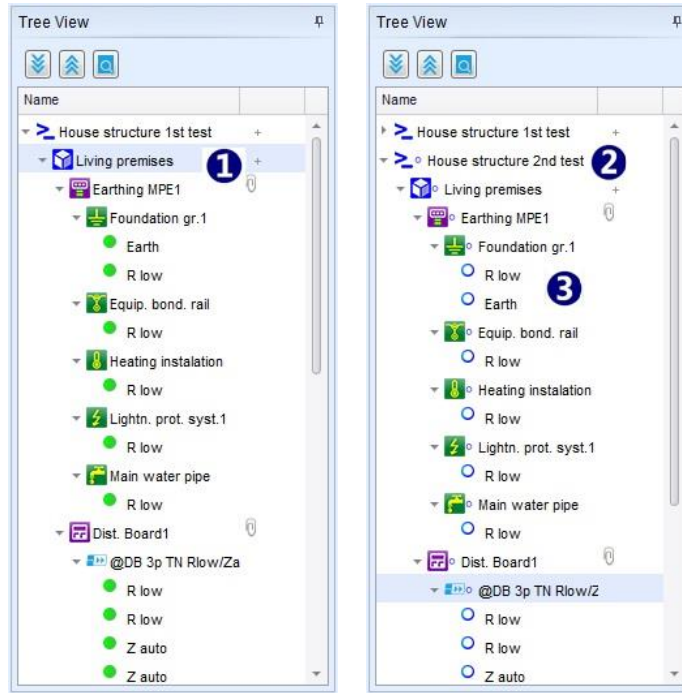 Tree View
Name
House structure 1st test +
Living premises 1 +
Earthing MPE1
Foundation gr.1
Earth
R low
Equip. bond. rail
R low
Heating instalation
R low
Lightn. prot. syst.1
R low
Main water pipe
R low
Dist. Board1
@DB 3p TN Rlow/Za
R low
R low
Z auto
Z auto
Tree View
Name
House structure 1st test +
House structure 2nd test 2
Living premises +
Earthing MPE1
Foundation gr.1
R low
3
Earth
Equip. bond. rail
R low
Heating instalation
R low
Lightn. prot. syst.1
R low
Main water pipe
R low
Dist. Board1
@DB 3p TN Rlow/Z
R low
R low
Z auto